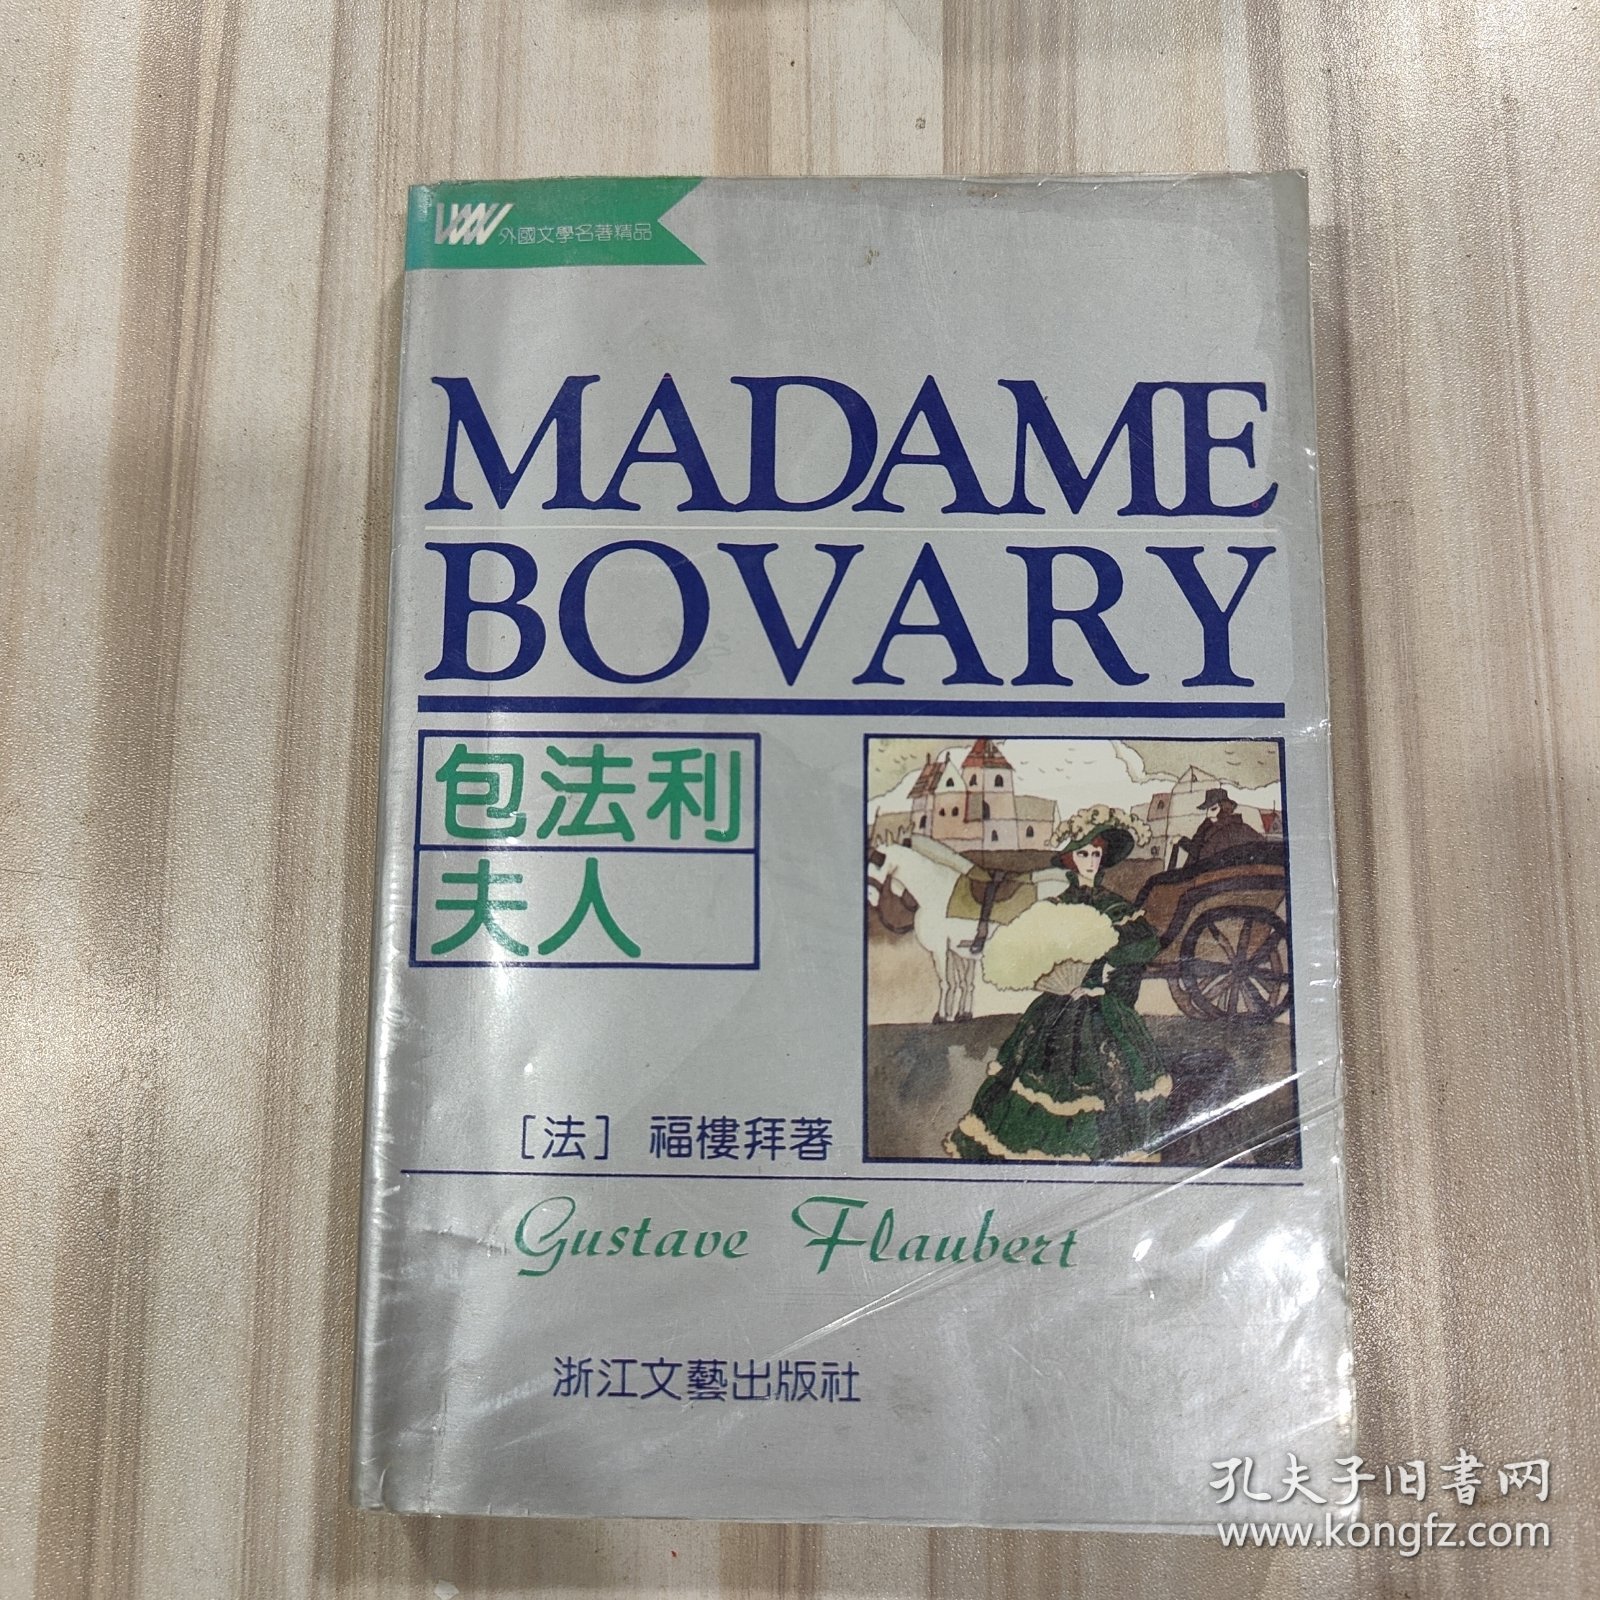 外國文學名著精品
MADAME
BOVARY
包法利
夫人
[法] 福樓拜著
Gustave Flaubert
浙江文藝出版社
孔夫子旧书网
www.kongfz.com